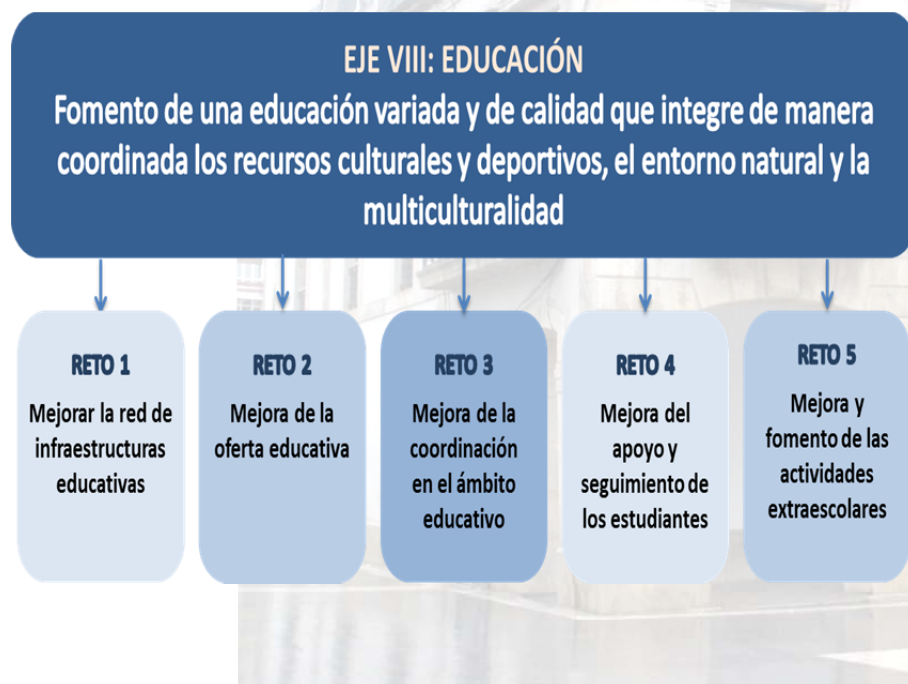 EJE VIII: EDUCACIÓN
Fomento de una educación variada y de calidad que integre de manera
coordinada los recursos culturales y deportivos, el entorno natural y la
multiculturalidad
RETO 1
Mejorar la red de
infraestructuras
educativas
RETO 2
Mejora de la
oferta educativa
RETO 3
Mejora de la
coordinación
en el ámbito
educativo
RETO 4
Mejora del
apoyo y
seguimiento de
los estudiantes
RETO 5
Mejora y
fomento de las
actividades
extraescolares